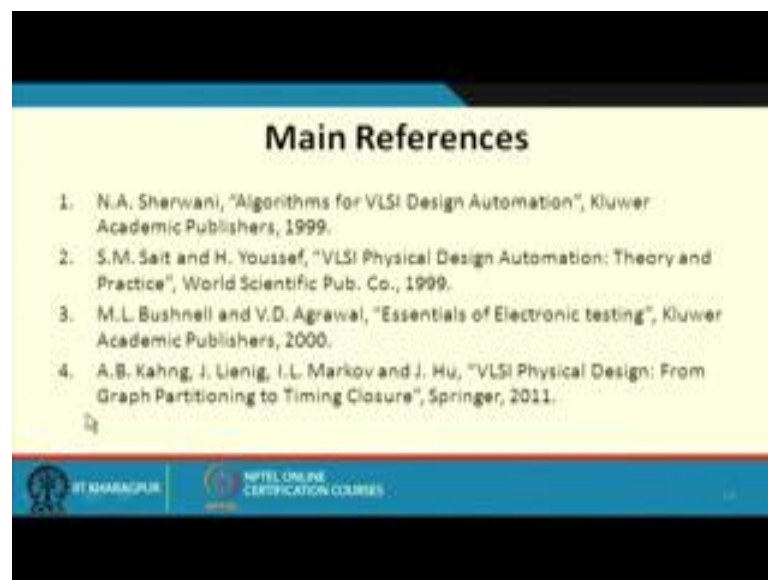 Main References
1. N.A. Sherwani, "Algorithms for VLSI Design Automation", Kluwer
Academic Publishers, 1999.
2. S.M. Sait and H. Youssef, "VLSI Physical Design Automation: Theory and
Practice", World Scientific Pub. Co., 1999.
3. M.L. Bushnell and V.D. Agrawal, "Essentials of Electronic testing", Kluwer
Academic Publishers, 2000.
4. A.B. Kahng, J. Lienig, I.L. Markov and J. Hu, "VLSI Physical Design: From
Graph Partitioning to Timing Closure", Springer, 2011.
IIT KHARAGPUR
NPTEL ONLINE
CERTIFICATION COURSES